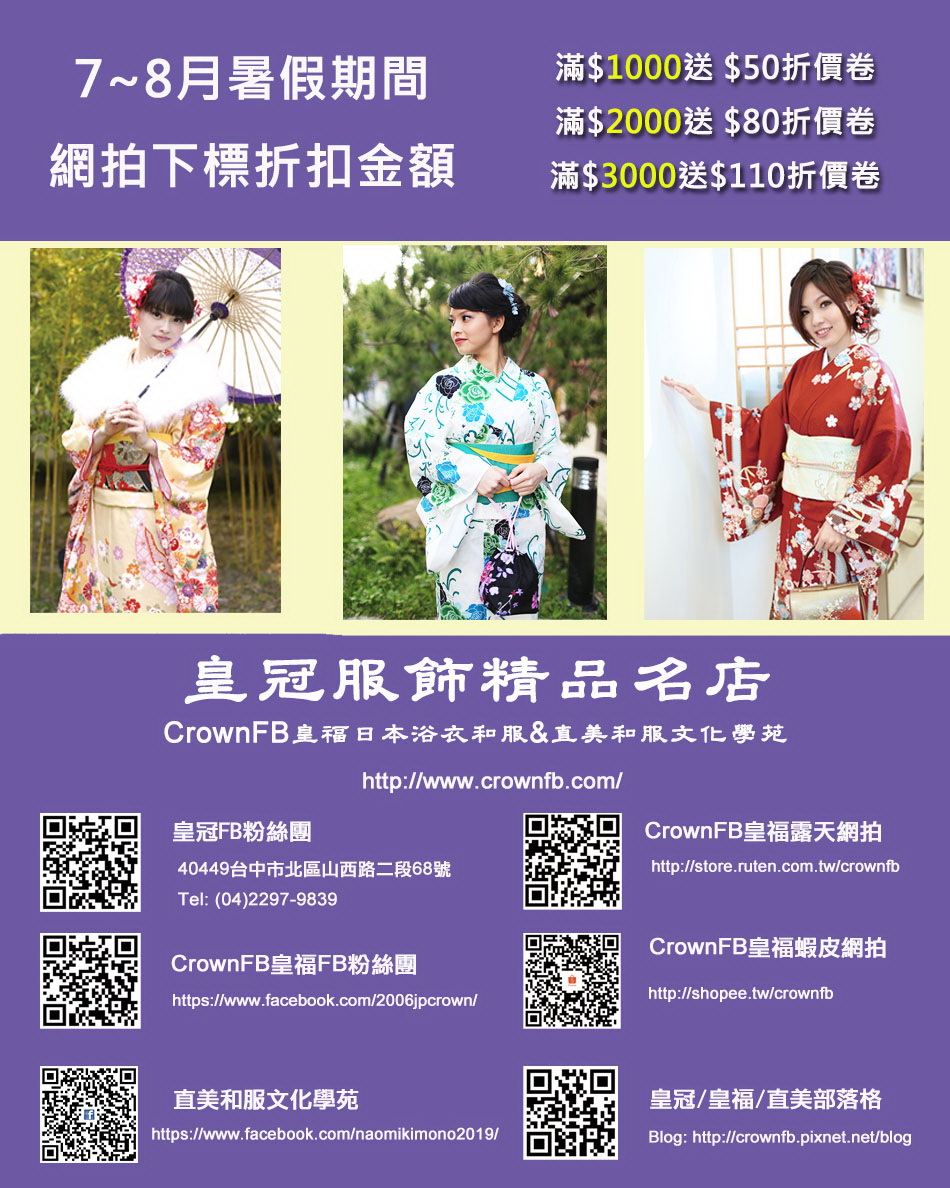 7~8月暑假期間
網拍下標折扣金額
滿$1000送 $50折價卷
滿$2000送 $80折價卷
滿$3000送$110折價卷
皇冠服飾精品名店
CrownFB皇福日本浴衣和服&直美和服文化學苑
http://www.crownfb.com/
皇冠FB粉絲團
40449台中市北區山西路二段68號
Tel: (04)2297-9839
CrownFB皇福露天網拍
http://store.ruten.com.tw/crownfb
CrownFB皇福FB粉絲團
https://www.facebook.com/2006jpcrown/
CrownFB皇福蝦皮網拍
http://shopee.tw/crownfb
直美和服文化學苑
https://www.facebook.com/naomikimono2019/
皇冠/皇福/直美部落格
Blog: http://crownfb.pixnet.net/blog